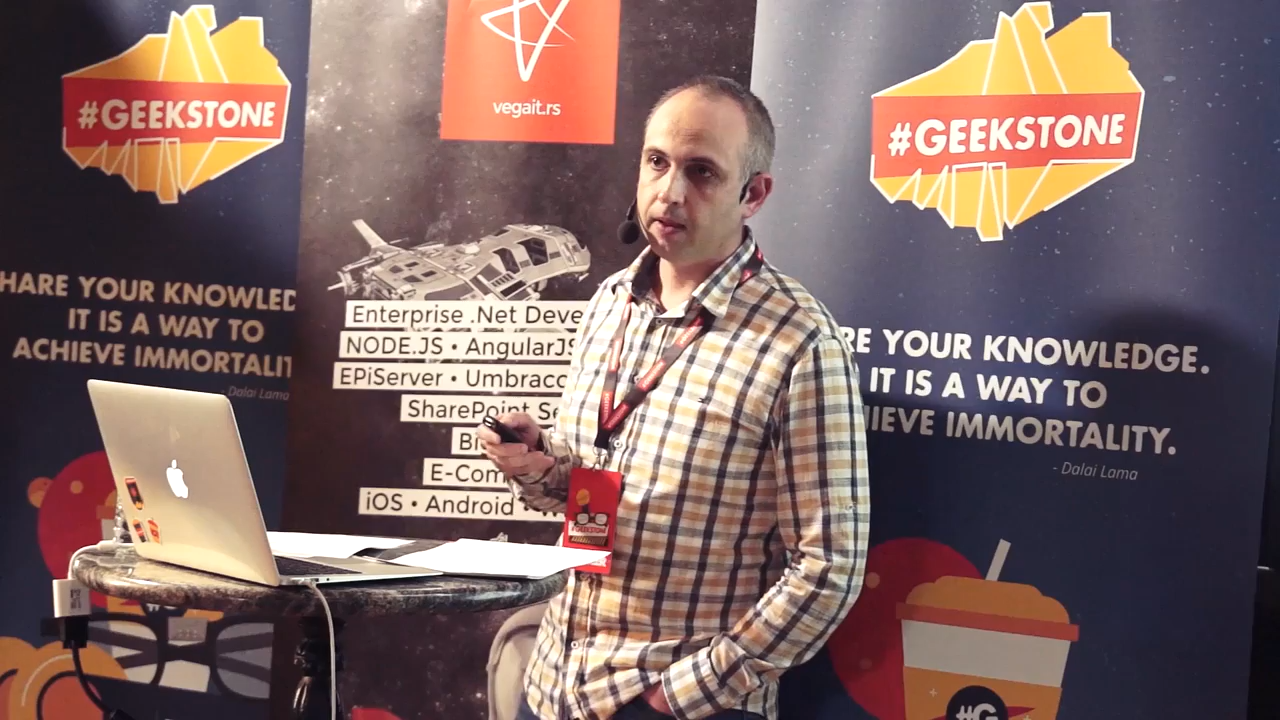 #GEEKSTONE
HARE YOUR KNOWLED
IT IS A WAY TO
ACHIEVE IMMORTALIT
- Dalai Lama
vegait.rs
Enterprise .Net Deve
NODE.JS • AngularJS
EPiServer • Umbraco
SharePoint Se
E-Com
iOS • Android •
#GEEKSTONE
RE YOUR KNOWLEDGE.
IT IS A WAY TO
HIEVE IMMORTALITY.
- Dalai Lama
#GEEKSTONE
#G